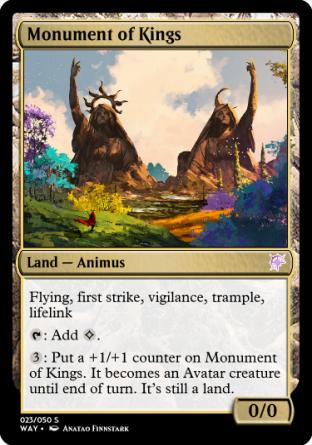 Monument of Kings
Land — Animus
Flying, first strike, vigilance, trample,
lifelink
: Add .
3: Put a +1/+1 counter on Monument
of Kings. It becomes an Avatar creature
until end of turn. It's still a land.
0/0
023/050 S
WAY · Anatao Finnstark